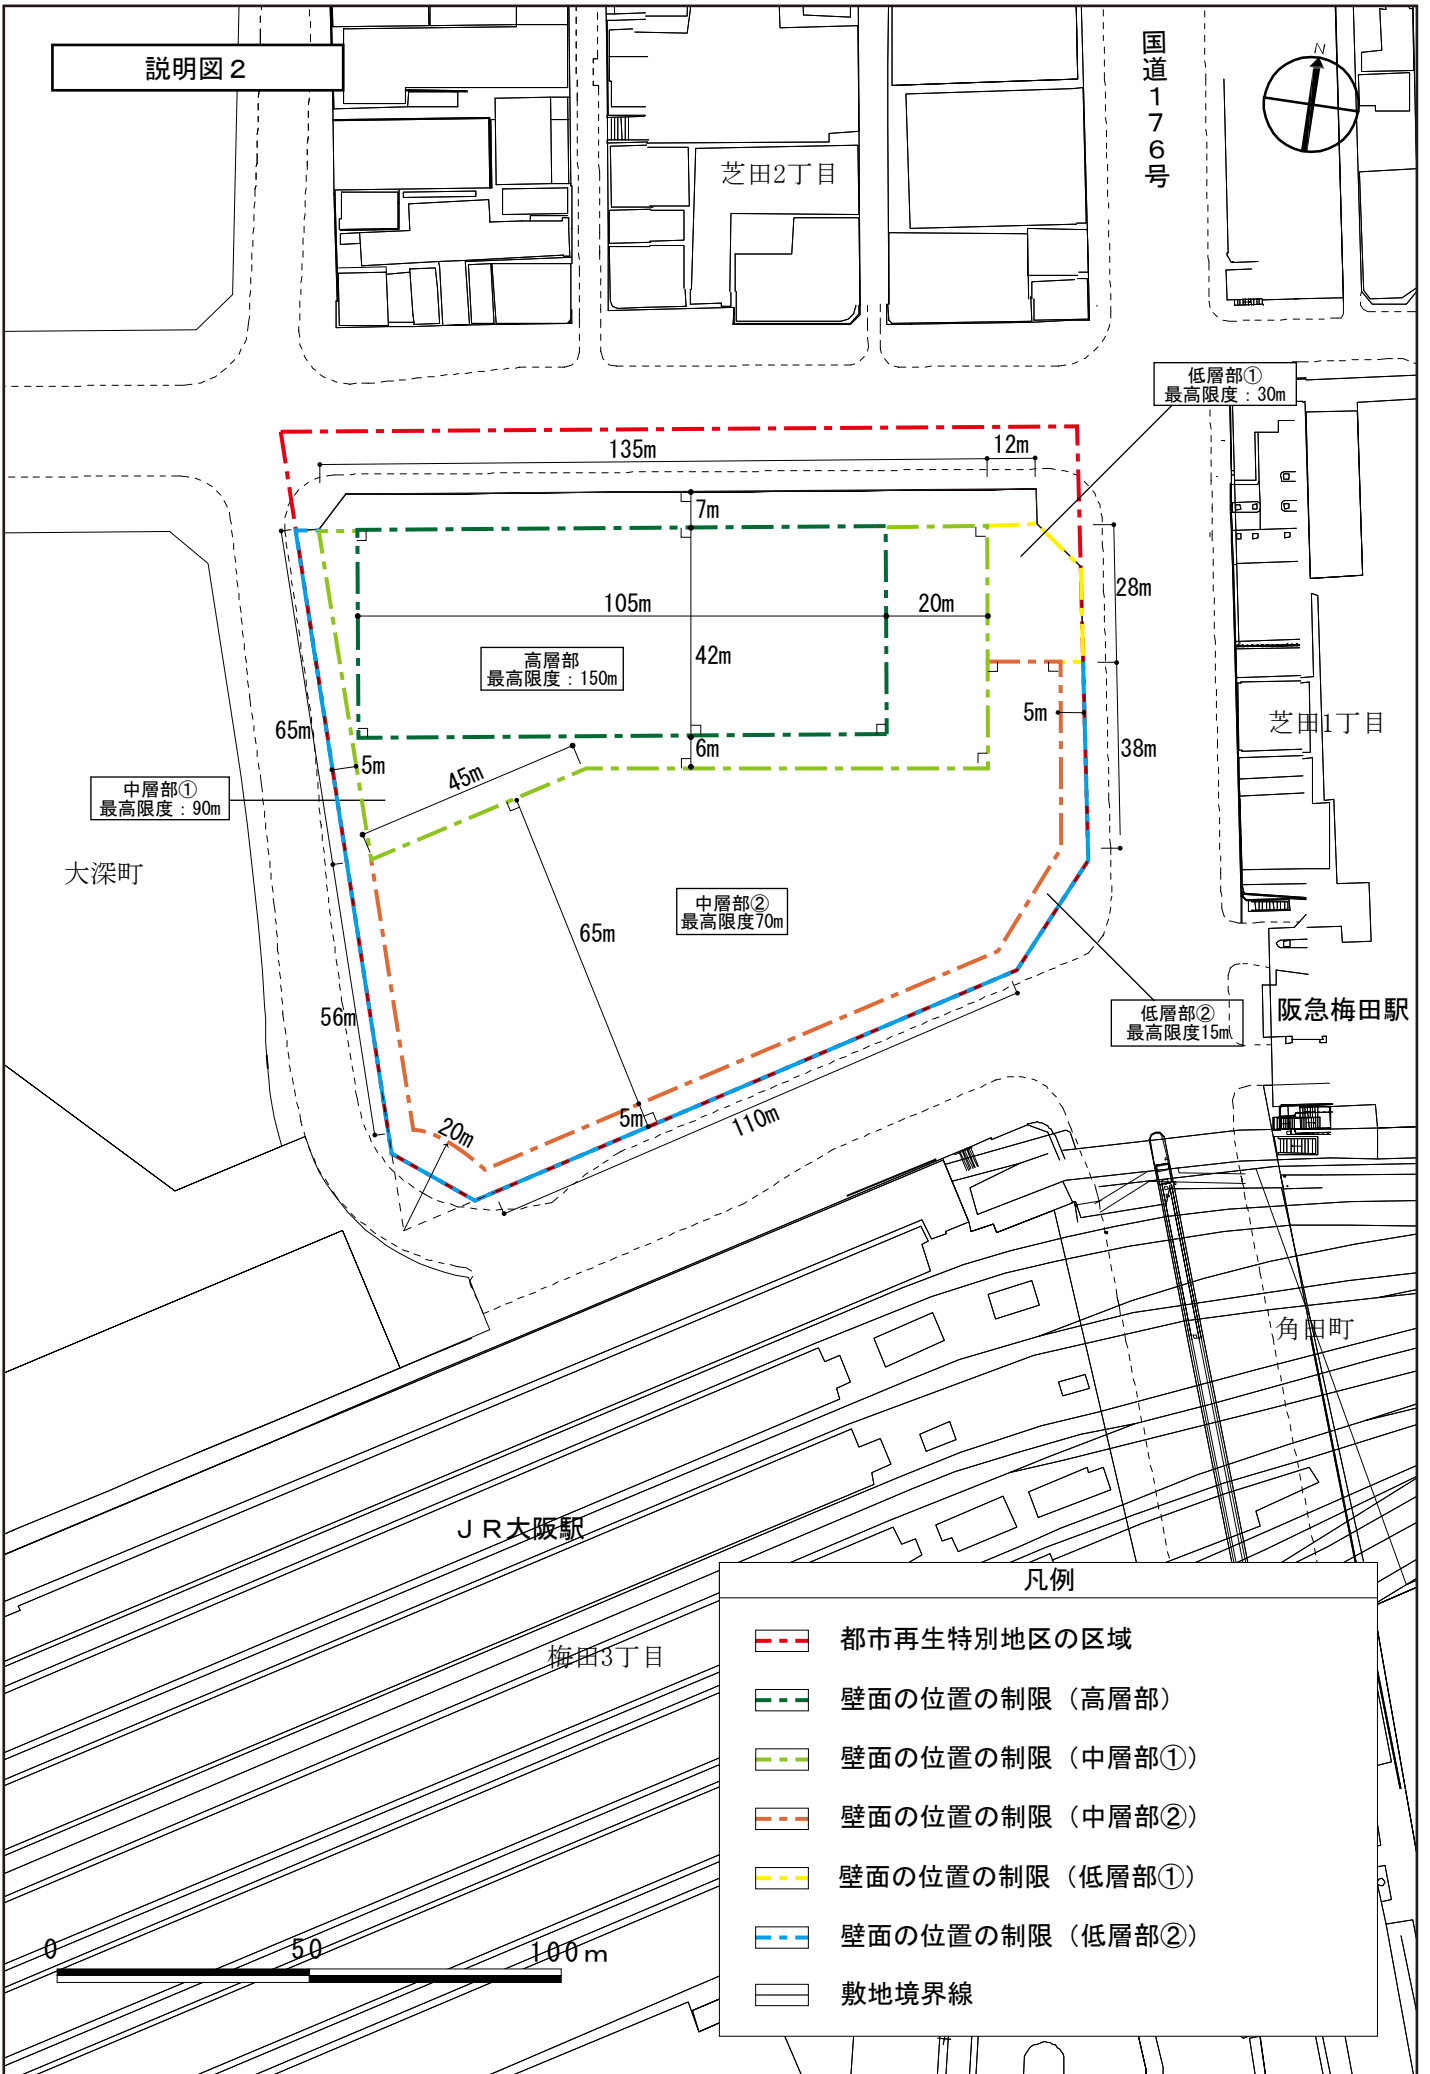 説明図2
国道176号
N
芝田2丁目
低層部①
最高限度：30m
135m
12m
7m
28m
105m
20m
42m
高層部
最高限度：150m
65m
5m
芝田1丁目
38m
6m
5m
45m
中層部①
最高限度：90m
大深町
中層部②
最高限度70m
65m
56m
低層部②
最高限度15m
阪急梅田駅
5m
110m
20m
角田町
JR大阪駅
梅田3丁目
凡例
都市再生特別地区の区域
壁面の位置の制限（高層部）
壁面の位置の制限（中層部①）
壁面の位置の制限（中層部②）
壁面の位置の制限（低層部①）
壁面の位置の制限（低層部②）
敷地境界線
0 50 100m